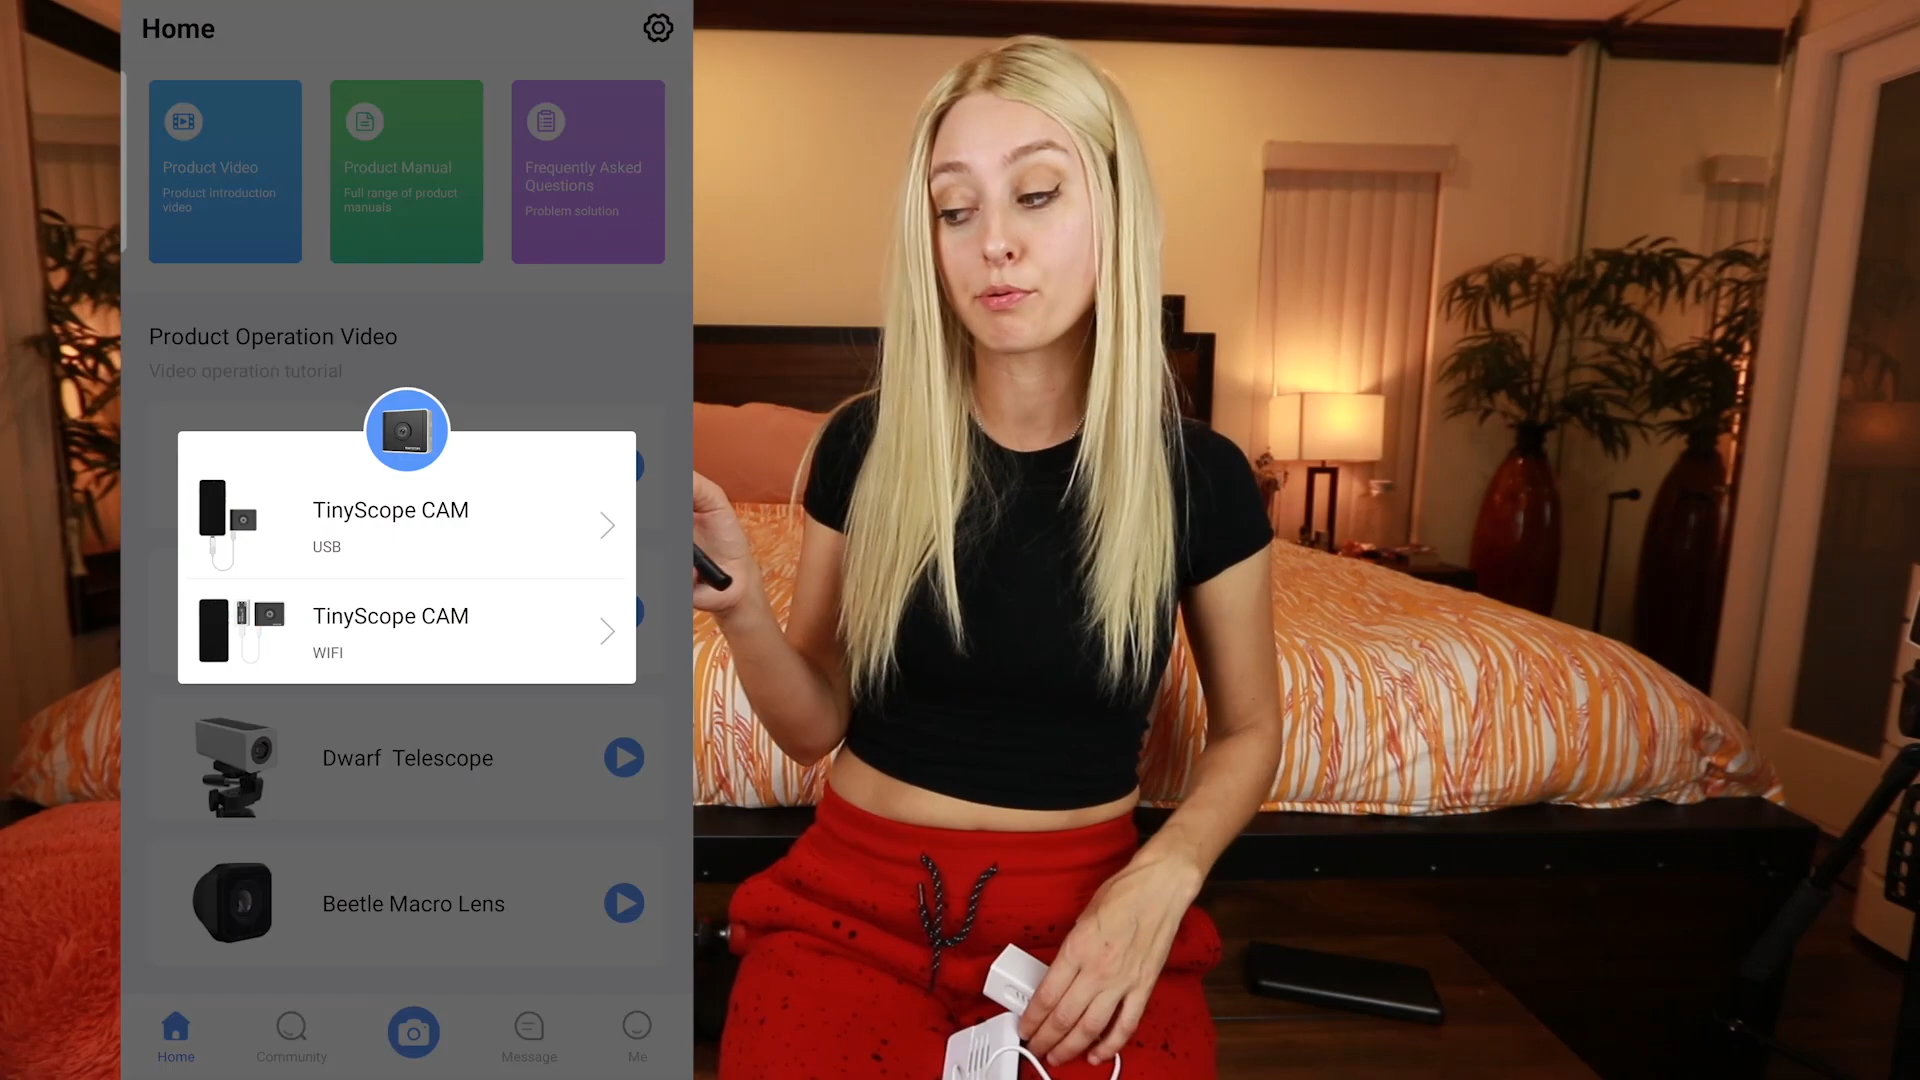 Home
Product Video
Product introduction
video
Product Manual
Full range of product
manuals
Frequently Asked
Questions
Problem solution
Product Operation Video
Video operation tutorial
TinyScope CAM
USB
TinyScope CAM
WIFI
Dwarf Telescope
Beetle Macro Lens
Home
Community
Message
Me